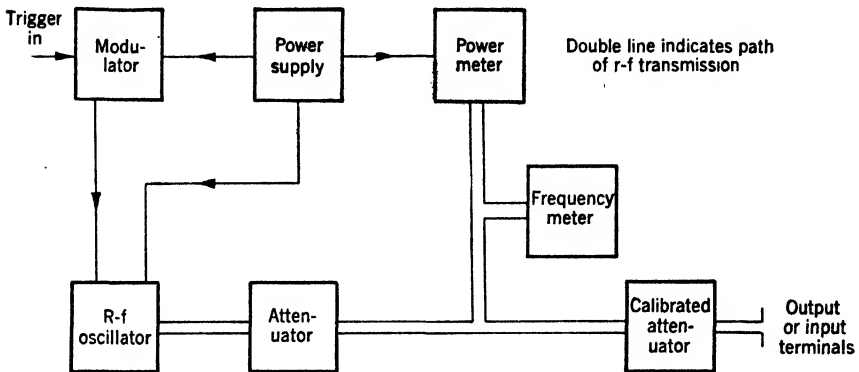 Trigger
in
Modu-
lator
Power
supply
Power
meter
Double line indicates path
of r-f transmission
Frequency
meter
R-f
oscillator
Atten-
uator
Calibrated
atten-
uator
Output
or input
terminals